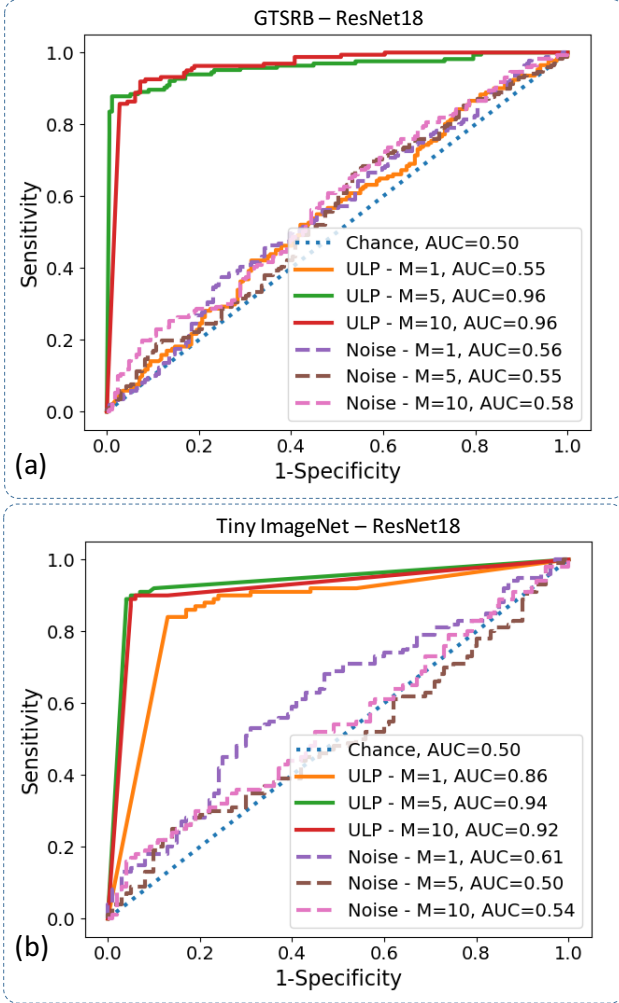 GTSRB – ResNet18
1.0
0.8
0.6
0.4
0.2
0.0
Sensitivity
Chance, AUC=0.50
ULP - M=1, AUC=0.55
ULP - M=5, AUC=0.96
ULP - M=10, AUC=0.96
Noise - M=1, AUC=0.56
Noise - M=5, AUC=0.55
Noise - M=10, AUC=0.58
0.0 0.2 0.4 0.6 0.8 1.0
1-Specificity
(a)
Tiny ImageNet – ResNet18
1.0
0.8
0.6
0.4
0.2
0.0
Sensitivity
Chance, AUC=0.50
ULP - M=1, AUC=0.86
ULP - M=5, AUC=0.94
ULP - M=10, AUC=0.92
Noise - M=1, AUC=0.61
Noise - M=5, AUC=0.50
Noise - M=10, AUC=0.54
0.0 0.2 0.4 0.6 0.8 1.0
1-Specificity
(b)